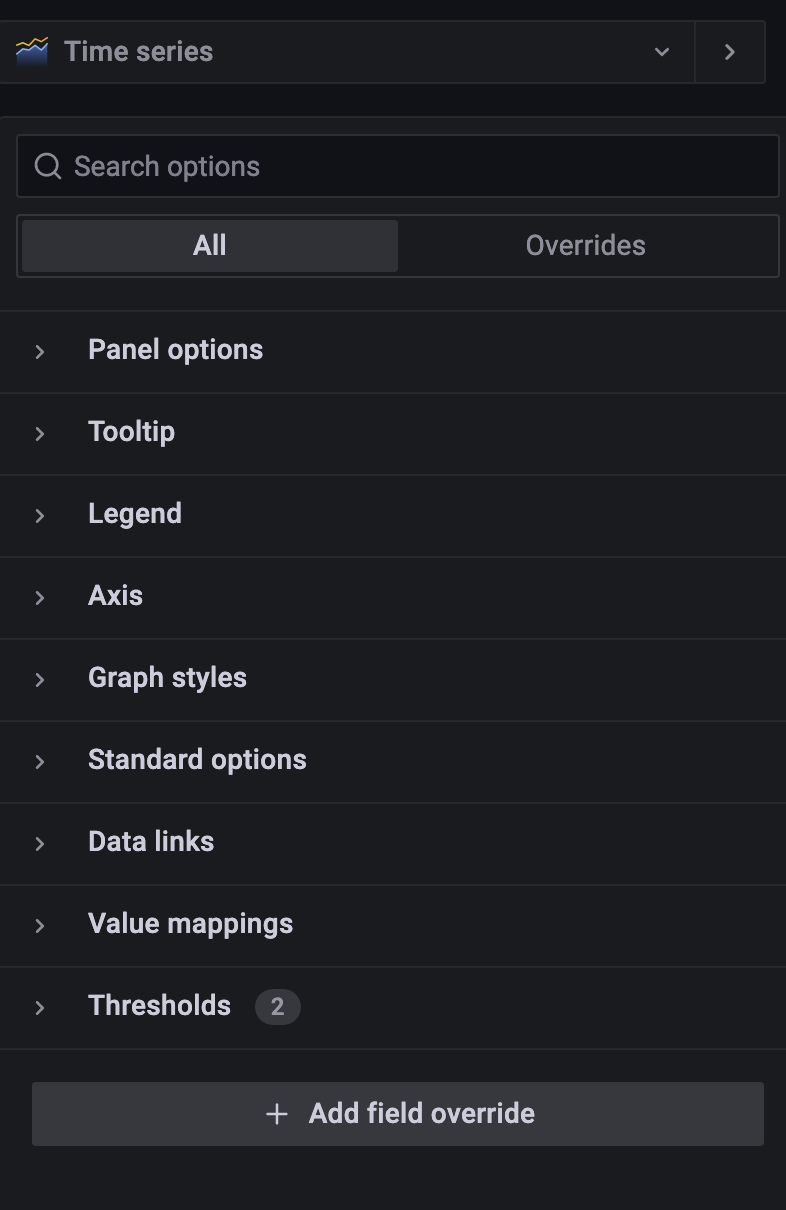 Time series
Search options
All
Overrides
Panel options
Tooltip
Legend
Axis
Graph styles
Standard options
Data links
Value mappings
Thresholds 2
+ Add field override